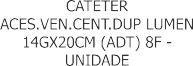 CATETER
ACES.VEN.CENT.DUP LUMEN
14GX20CM (ADT) 8F -
UNIDADE